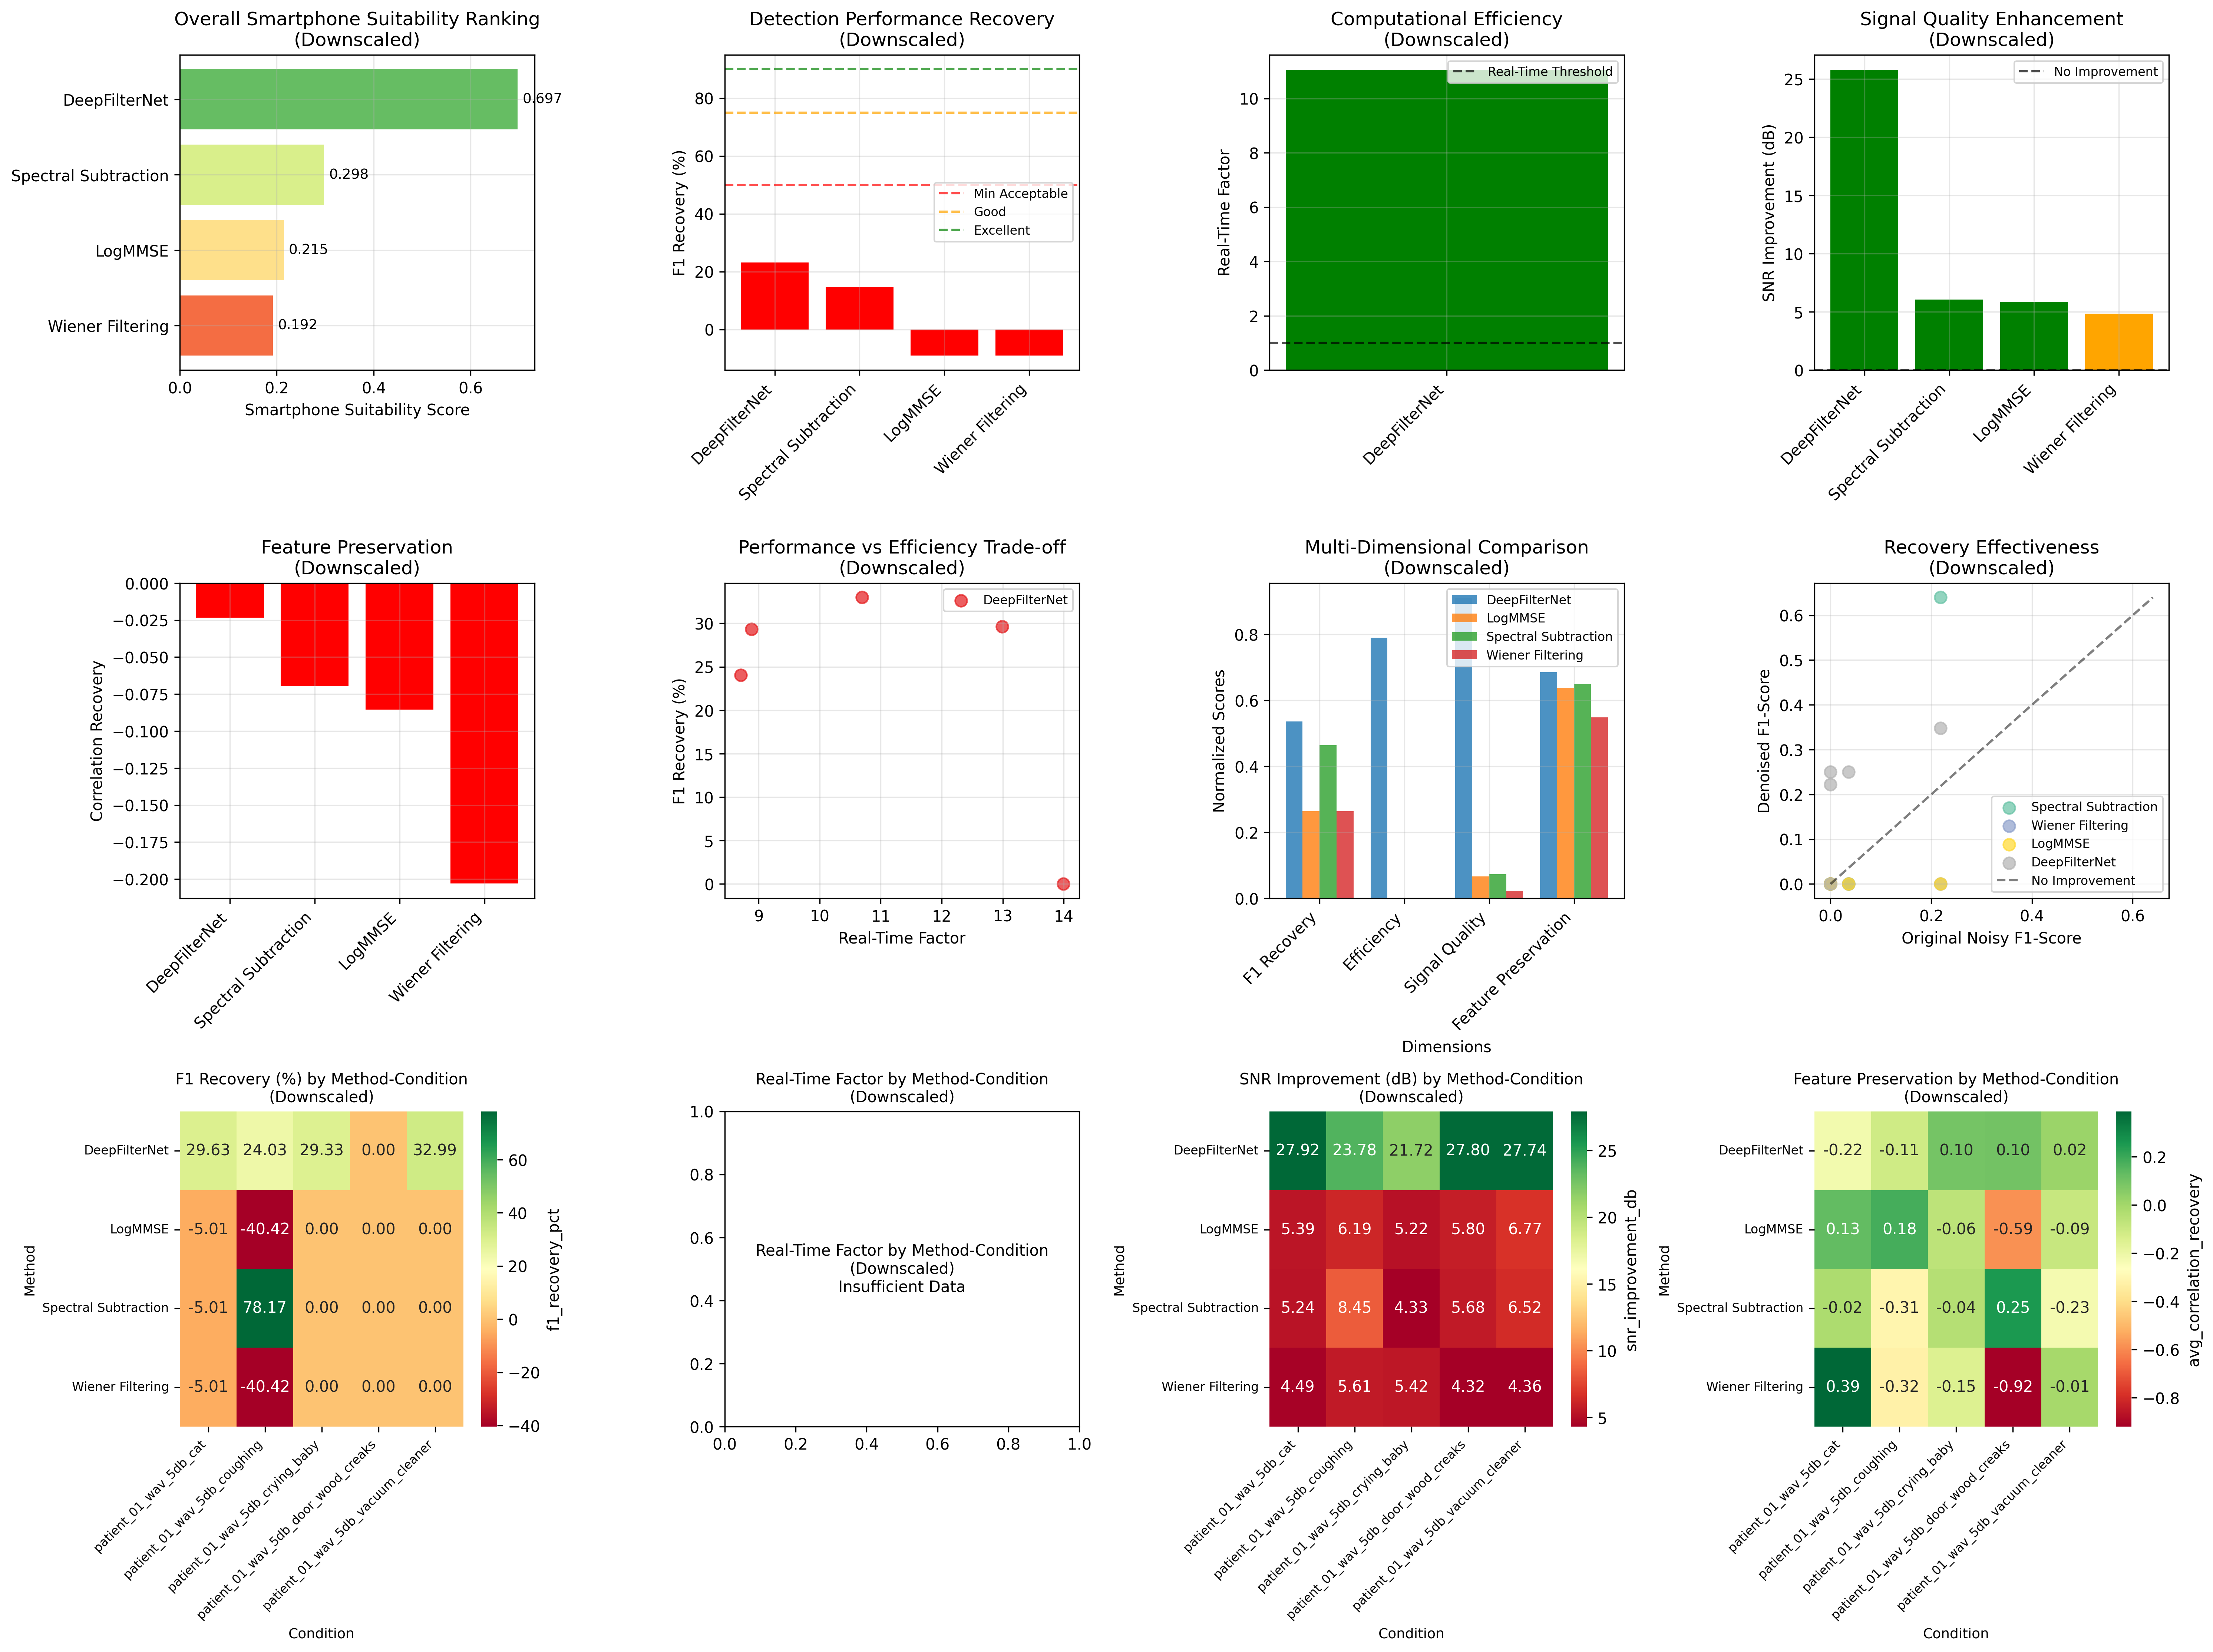 Overall Smartphone Suitability Ranking
(Downscaled)
DeepFilterNet
Spectral Subtraction
LogMMSE
Wiener Filtering
0.697
0.298
0.215
0.192
0.0 0.2 0.4 0.6
Smartphone Suitability Score
Detection Performance Recovery
(Downscaled)
F1 Recovery (%)
80
60
40
20
0
Min Acceptable
Good
Excellent
DeepFilterNet
Spectral Subtraction
LogMMSE
Wiener Filtering
Computational Efficiency
(Downscaled)
Real-Time Factor
10
8
6
4
2
0
Real-Time Threshold
DeepFilterNet
Signal Quality Enhancement
(Downscaled)
SNR Improvement (dB)
25
20
15
10
5
0
No Improvement
DeepFilterNet
Spectral Subtraction
LogMMSE
Wiener Filtering
Feature Preservation
(Downscaled)
Correlation Recovery
0.000
−0.025
−0.050
−0.075
−0.100
−0.125
−0.150
−0.175
−0.200
DeepFilterNet
Spectral Subtraction
LogMMSE
Wiener Filtering
Performance vs Efficiency Trade-off
(Downscaled)
F1 Recovery (%)
30
25
20
15
10
5
0
DeepFilterNet
9 10 11 12 13 14
Real-Time Factor
Multi-Dimensional Comparison
(Downscaled)
Normalized Scores
0.8
0.6
0.4
0.2
0.0
DeepFilterNet
LogMMSE
Spectral Subtraction
Wiener Filtering
F1 Recovery
Efficiency
Signal Quality
Feature Preservation
Dimensions
Recovery Effectiveness
(Downscaled)
Denoised F1-Score
0.6
0.5
0.4
0.3
0.2
0.1
0.0
Spectral Subtraction
Wiener Filtering
LogMMSE
DeepFilterNet
No Improvement
0.0 0.2 0.4 0.6
Original Noisy F1-Score
F1 Recovery (%) by Method-Condition
(Downscaled)
Method
DeepFilterNet 29.63 24.03 29.33 0.00 32.99
LogMMSE -5.01 -40.42 0.00 0.00 0.00
Spectral Subtraction -5.01 78.17 0.00 0.00 0.00
Wiener Filtering -5.01 -40.42 0.00 0.00 0.00
60
40
20
0
−20
−40
f1_recovery_pct
patient_01_wav_5db_cat
patient_01_wav_5db_coughing
patient_01_wav_5db_crying_baby
patient_01_wav_5db_door_wood_creaks
patient_01_wav_5db_vacuum_cleaner
Condition
Real-Time Factor by Method-Condition
(Downscaled)
1.0
0.8
0.6
0.4
0.2
0.0
Real-Time Factor by Method-Condition
(Downscaled)
Insufficient Data
0.0 0.2 0.4 0.6 0.8 1.0
SNR Improvement (dB) by Method-Condition
(Downscaled)
Method
DeepFilterNet 27.92 23.78 21.72 27.80 27.74
LogMMSE 5.39 6.19 5.22 5.80 6.77
Spectral Subtraction 5.24 8.45 4.33 5.68 6.52
Wiener Filtering 4.49 5.61 5.42 4.32 4.36
25
20
15
10
5
snr_improvement_db
patient_01_wav_5db_cat
patient_01_wav_5db_coughing
patient_01_wav_5db_crying_baby
patient_01_wav_5db_door_wood_creaks
patient_01_wav_5db_vacuum_cleaner
Condition
Feature Preservation by Method-Condition
(Downscaled)
Method
DeepFilterNet -0.22 -0.11 0.10 0.10 0.02
LogMMSE 0.13 0.18 -0.06 -0.59 -0.09
Spectral Subtraction -0.02 -0.31 -0.04 0.25 -0.23
Wiener Filtering 0.39 -0.32 -0.15 -0.92 -0.01
0.2
0.0
−0.2
−0.4
−0.6
−0.8
avg_correlation_recovery
patient_01_wav_5db_cat
patient_01_wav_5db_coughing
patient_01_wav_5db_crying_baby
patient_01_wav_5db_door_wood_creaks
patient_01_wav_5db_vacuum_cleaner
Condition